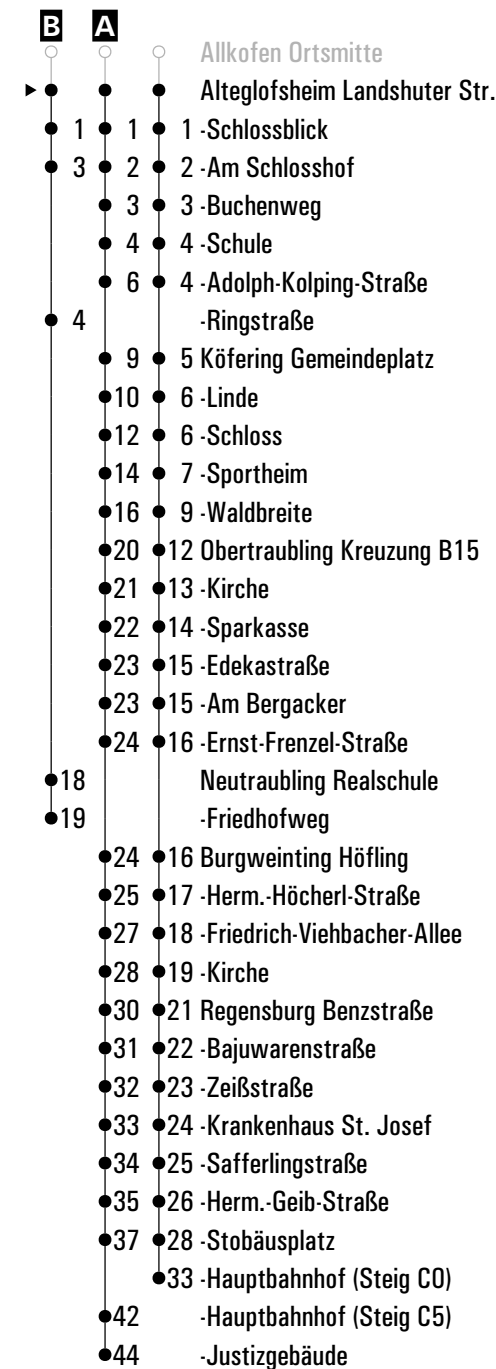 B A
Allkofen Ortsmitte
Alteglofsheim Landshuter Str.
1 1 1 -Schlossblick
3 2 2 -Am Schlosshof
3 3 -Buchenweg
4 4 -Schule
6 4 -Adolph-Kolping-Straße
4 -Ringstraße
9 5 Köfering Gemeindeplatz
10 6 -Linde
12 6 -Schloss
14 7 -Sportheim
16 9 -Waldbreite
20 12 Obertraubling Kreuzung B15
21 13 -Kirche
22 14 -Sparkasse
23 15 -Edekastraße
23 15 -Am Bergacker
24 16 -Ernst-Frenzel-Straße
18 Neutraubling Realschule
19 -Friedhofweg
24 16 Burgweinting Höfling
25 17 -Herm.-Höcherl-Straße
27 18 -Friedrich-Viehbacher-Allee
28 19 -Kirche
30 21 Regensburg Benzstraße
31 22 -Bajuwarenstraße
32 23 -Zeißstraße
33 24 -Krankenhaus St. Josef
34 25 -Safferlingstraße
35 26 -Herm.-Geib-Straße
37 28 -Stobäusplatz
33 -Hauptbahnhof (Steig C0)
42 -Hauptbahnhof (Steig C5)
44 -Justizgebäude